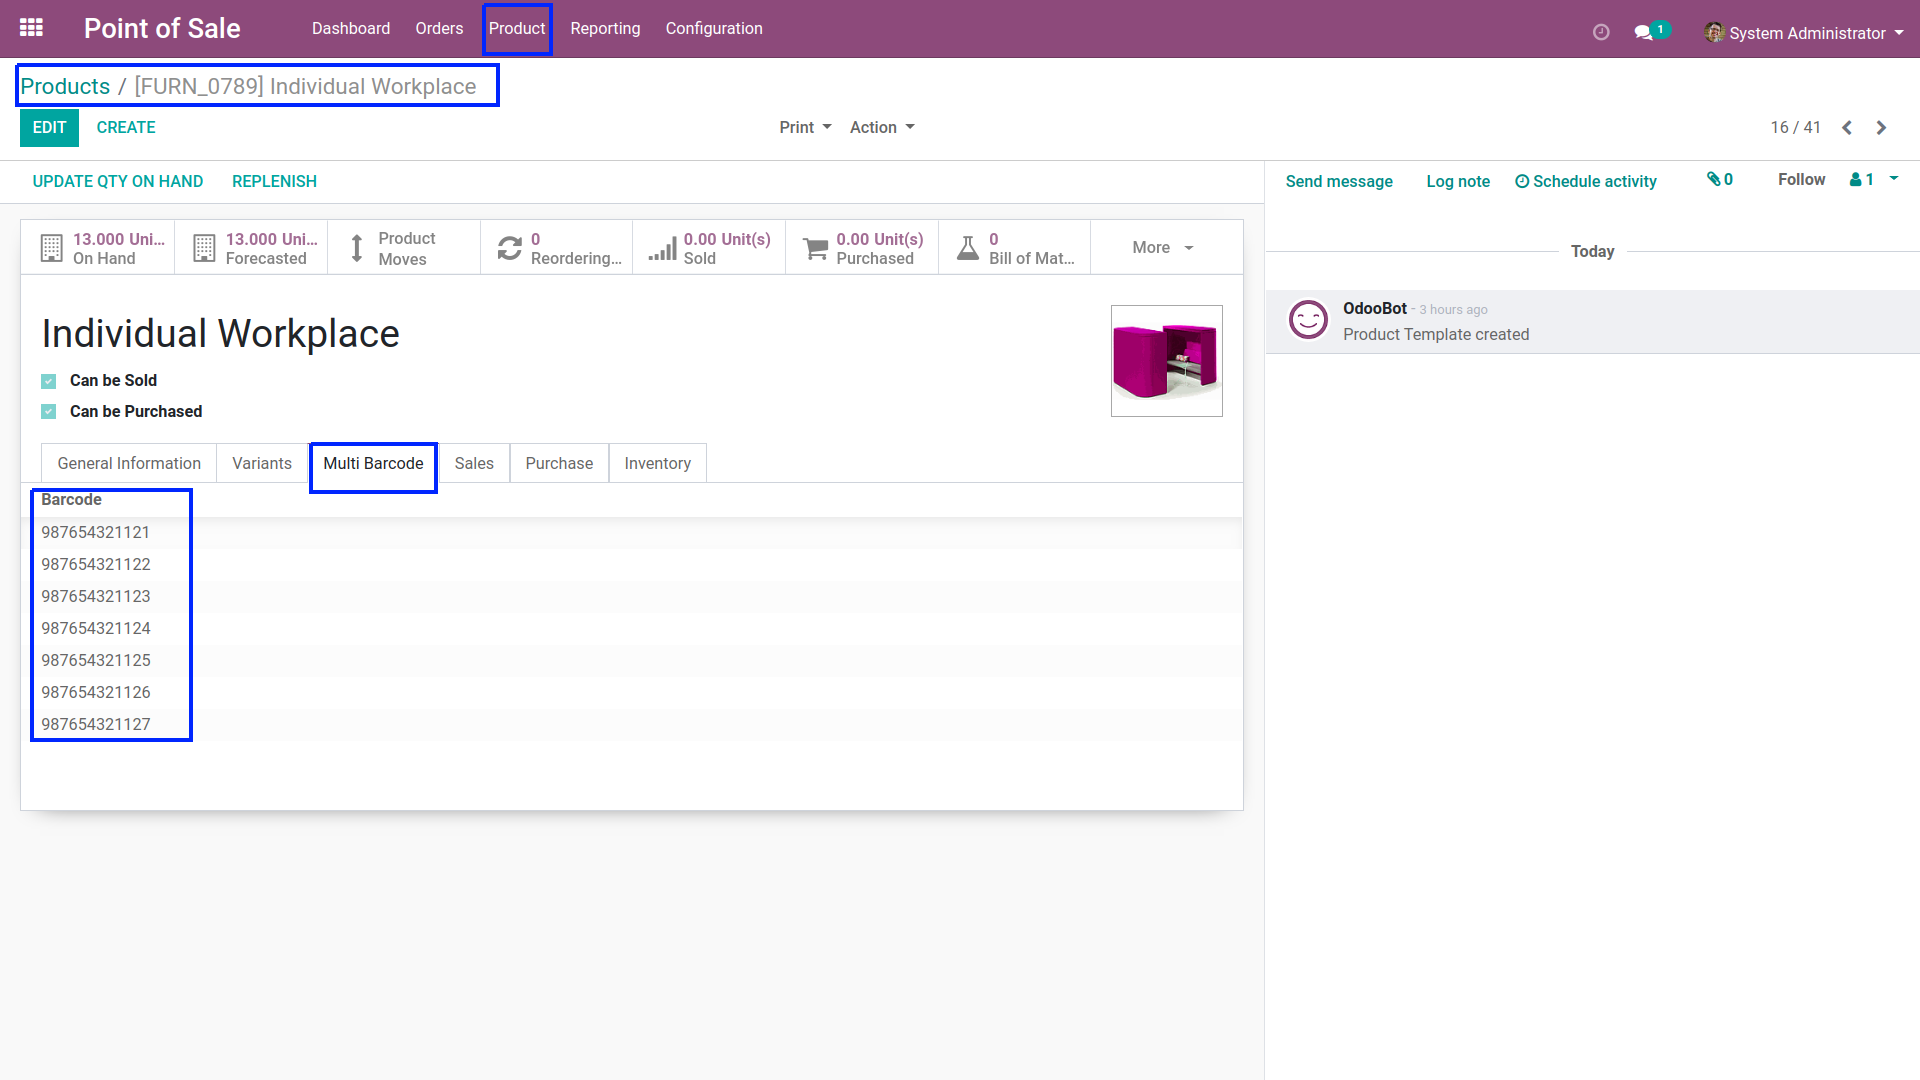 Point of Sale Dashboard Orders Product Reporting Configuration 1 System Administrator
Products / [FURN_0789] Individual Workplace
EDIT CREATE Print Action 16 / 41
UPDATE QTY ON HAND REPLENISH
Send message Log note Schedule activity 0 Follow 1
13.000 Uni... On Hand
13.000 Uni... Forecasted
Product Moves
0 Reordering...
0.00 Unit(s) Sold
0.00 Unit(s) Purchased
0 Bill of Mat...
More
Individual Workplace
Can be Sold
Can be Purchased
General Information Variants Multi Barcode Sales Purchase Inventory
Barcode
987654321121
987654321122
987654321123
987654321124
987654321125
987654321126
987654321127
Today
OdooBot - 3 hours ago
Product Template created